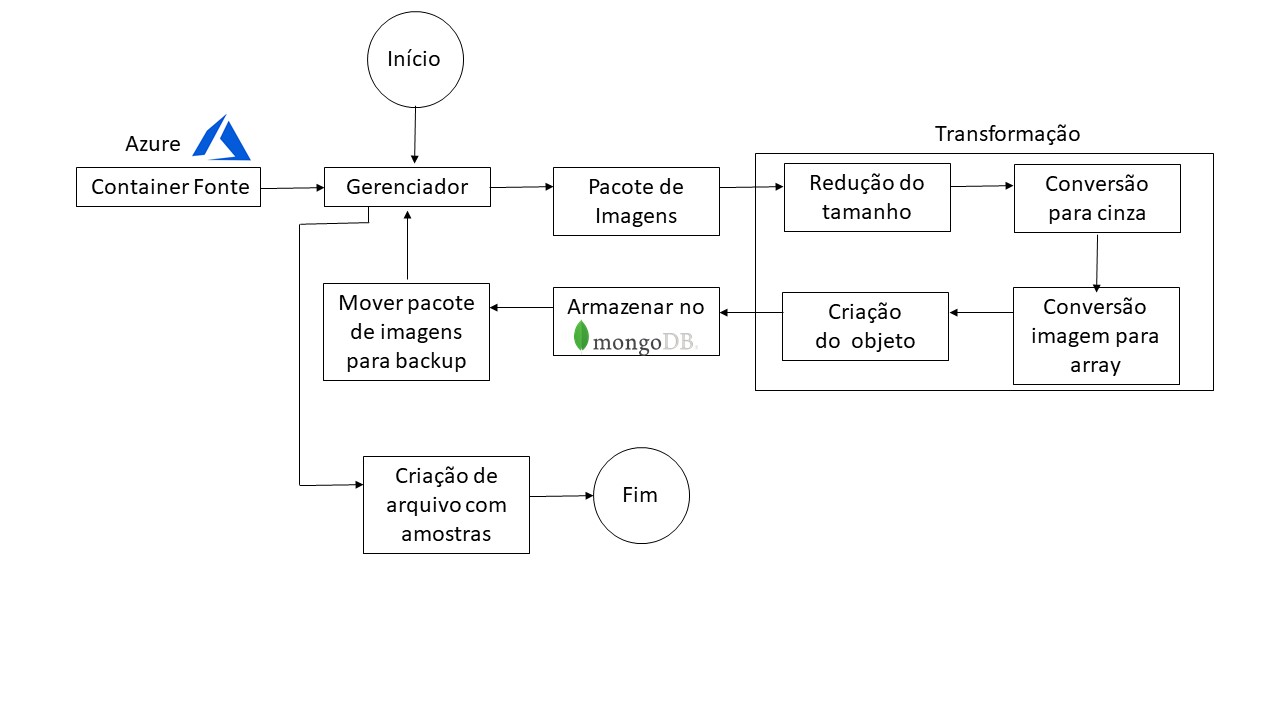 Início
Azure
Transformação
Container Fonte
Gerenciador
Pacote de
Imagens
Redução do
tamanho
Conversão
para cinza
Mover pacote
de imagens
para backup
Armazenar no
mongoDB.
Criação
do objeto
Conversão
imagem para
array
Criação de
arquivo com
amostras
Fim